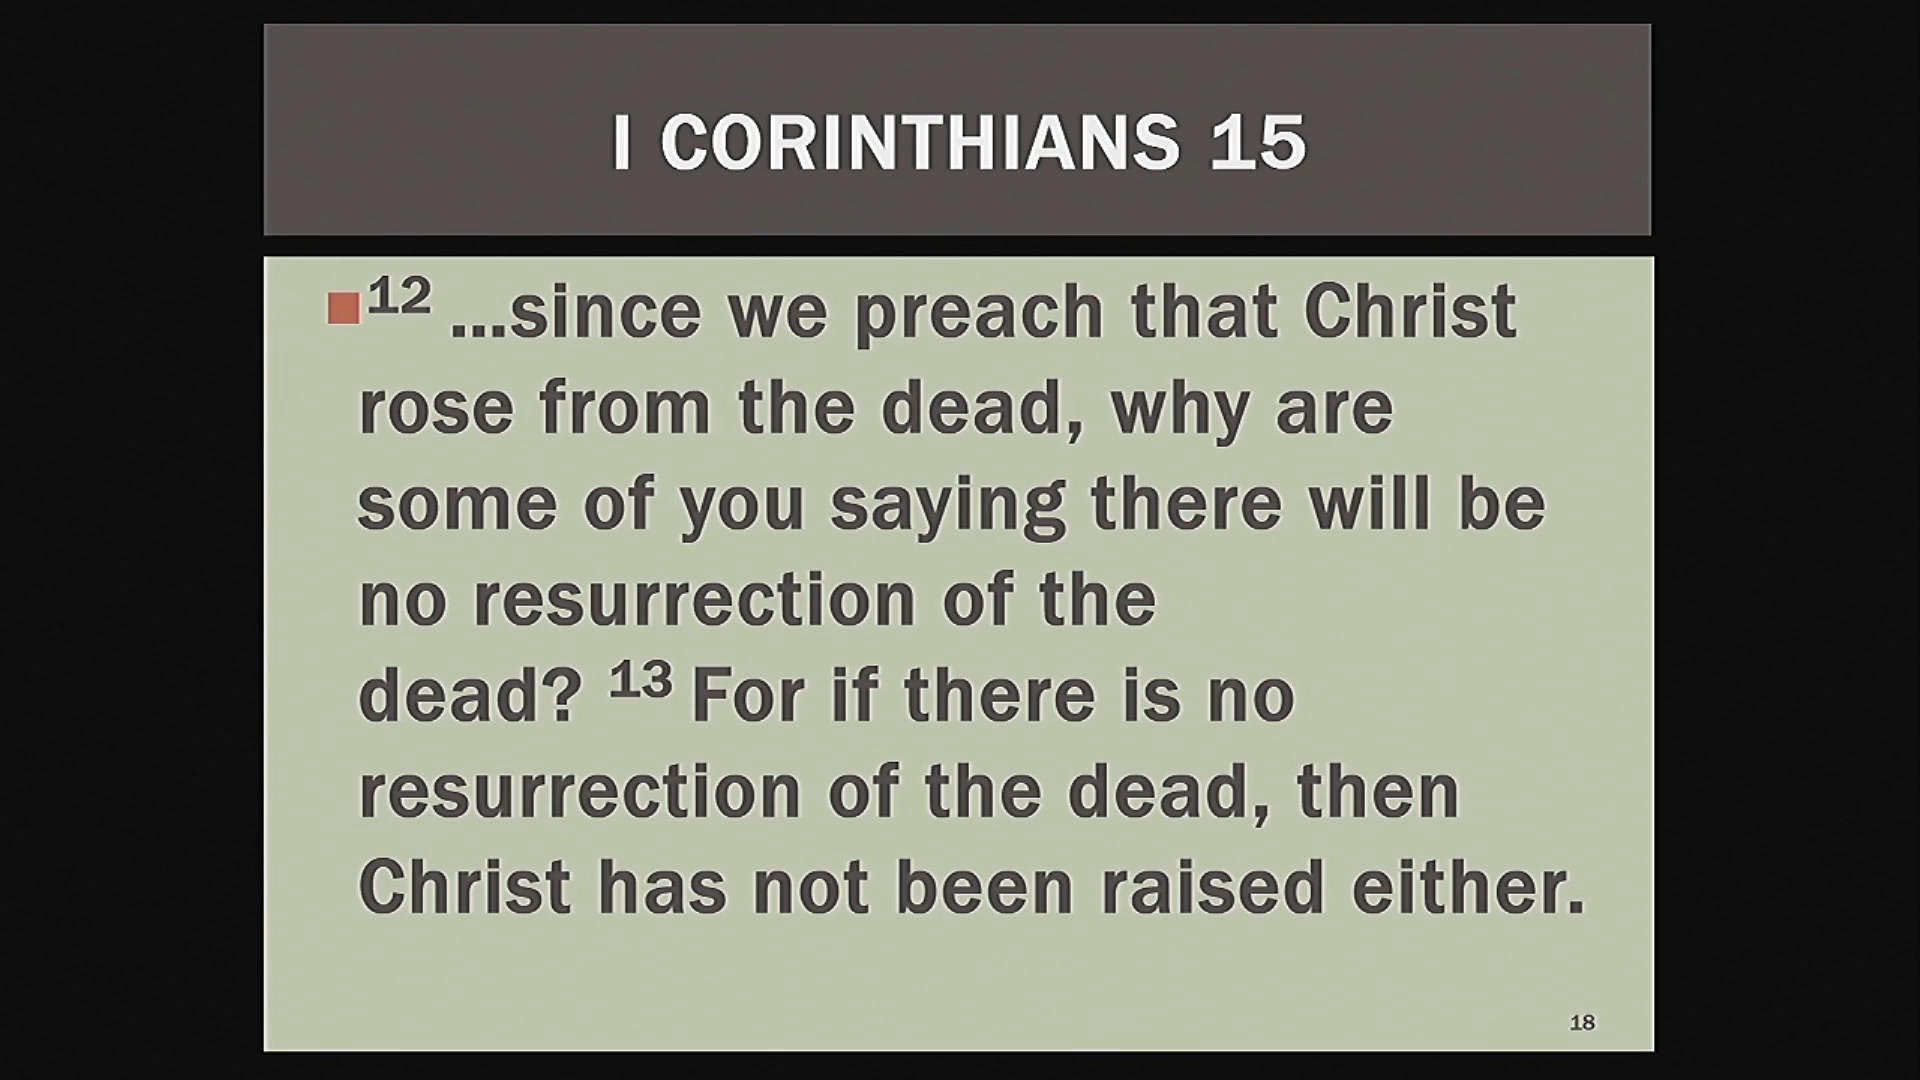 I CORINTHIANS 15
12 ...since we preach that Christ
rose from the dead, why are
some of you saying there will be
no resurrection of the
dead? 13 For if there is no
resurrection of the dead, then
Christ has not been raised either.
18